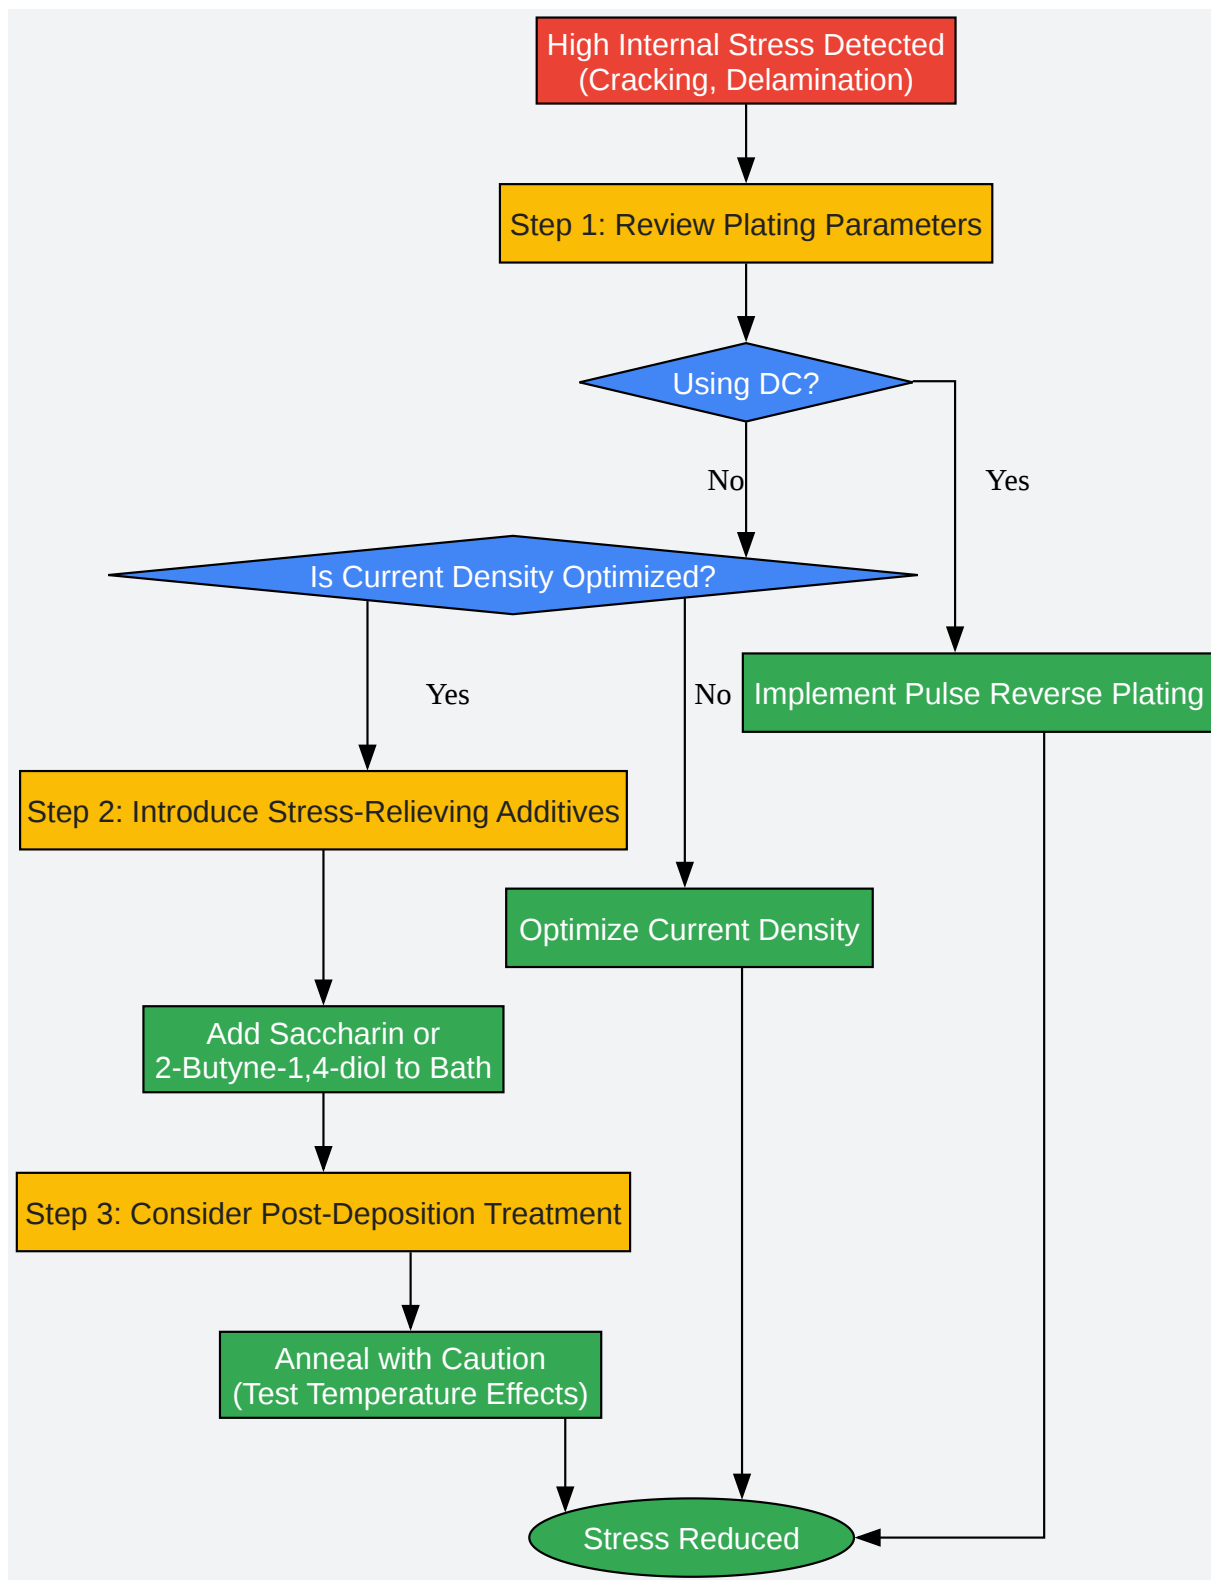 High Internal Stress Detected
(Cracking, Delamination)
Step 1: Review Plating Parameters
Using DC?
No
Yes
Is Current Density Optimized?
Yes
No
Implement Pulse Reverse Plating
Step 2: Introduce Stress-Relieving Additives
Optimize Current Density
Add Saccharin or
2-Butyne-1,4-diol to Bath
Step 3: Consider Post-Deposition Treatment
Anneal with Caution
(Test Temperature Effects)
Stress Reduced